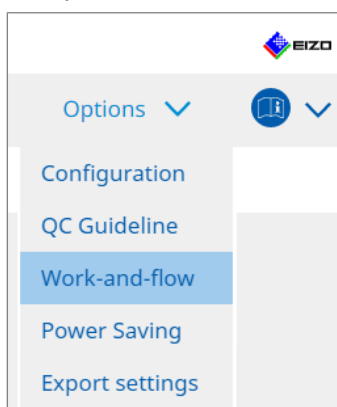 EIZO
Options
Configuration
QC Guideline
Work-and-flow
Power Saving
Export settings